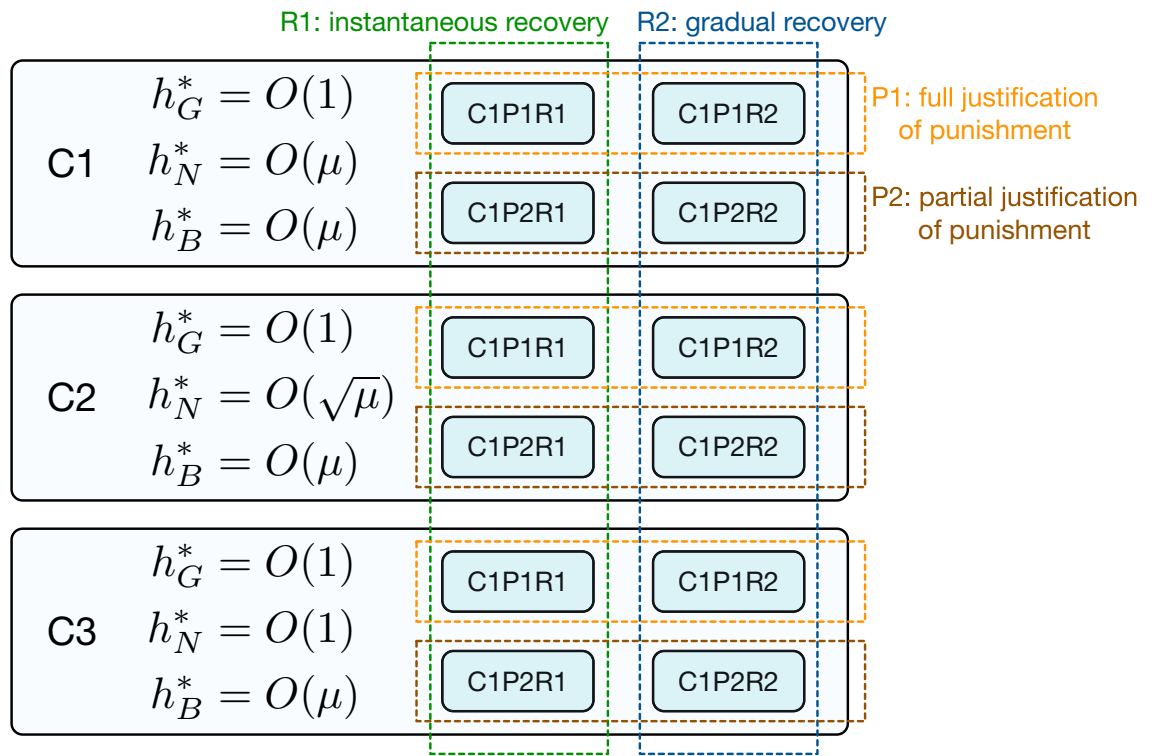 R1: instantaneous recovery
R2: gradual recovery
C1
h*_G = O(1)
h*_N = O(μ)
h*_B = O(μ)
C1P1R1
C1P1R2
C1P2R1
C1P2R2
P1: full justification
of punishment
P2: partial justification
of punishment
C2
h*_G = O(1)
h*_N = O(√μ)
h*_B = O(μ)
C1P1R1
C1P1R2
C1P2R1
C1P2R2
C3
h*_G = O(1)
h*_N = O(1)
h*_B = O(μ)
C1P1R1
C1P1R2
C1P2R1
C1P2R2